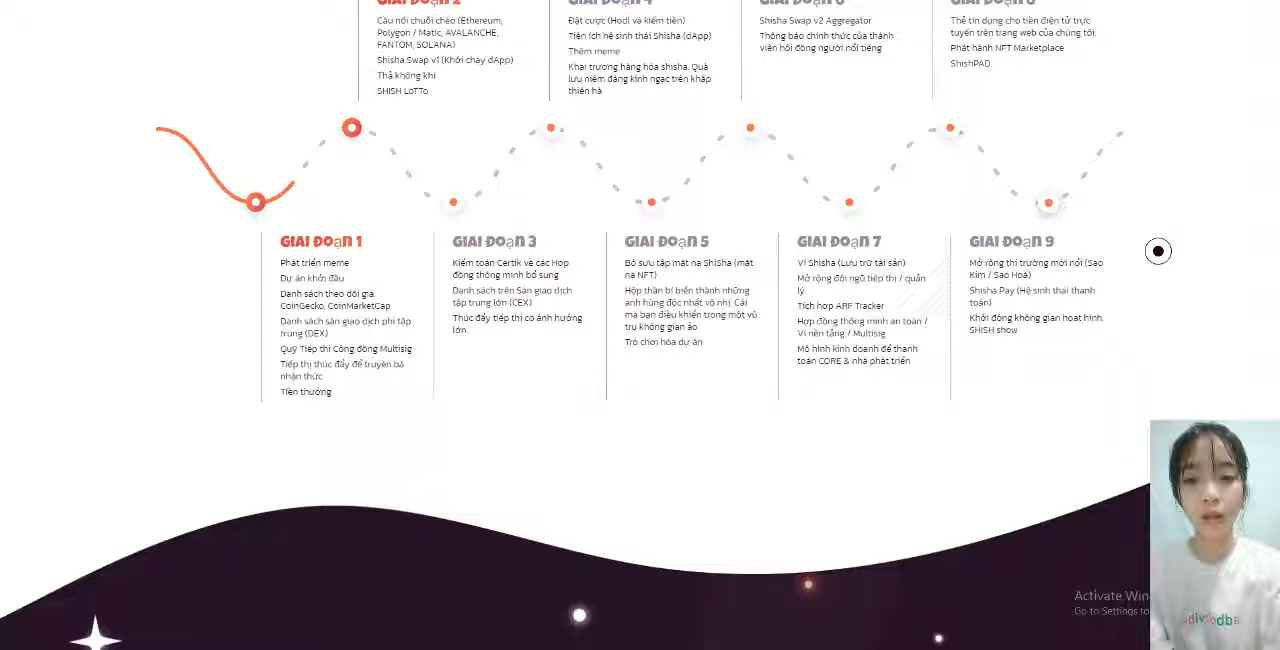 GIAI ĐOẠN 2
Cầu nối chuỗi chéo (Ethereum,
Polygon / Matic, AVALANCHE,
FANTOM, SOLANA)
Shisha Swap v1 (Khởi chạy dApp)
Thả không khí
SHISH LoTTo
GIAI ĐOẠN 4
Đặt cược (Hodl và kiếm tiền)
Tiện ích hệ sinh thái Shisha (dApp)
Thêm meme
Khai trương hàng hóa shisha. Quà
lưu niệm đáng kinh ngạc trên khắp
thiên hà
Shisha Swap v2 Aggregator
Thông báo chính thức của thành
viên hội đồng người nổi tiếng
Thẻ tín dụng cho tiền điện tử trực
tuyến trên trang web của chúng tôi.
Phát hành NFT Marketplace
ShishPAD
GIAI ĐOẠN 1
Phát triển meme
Dự án khởi đầu
Danh sách theo dõi giá:
CoinGecko, CoinMarketCap
Danh sách sàn giao dịch phi tập
trung (DEX)
Quỹ Tiếp thị Cộng đồng Multisig
Tiếp thị thúc đẩy để truyền bá
nhận thức
Tiền thưởng
GIAI ĐOẠN 3
Kiểm toán Certik về các Hợp
đồng thông minh bổ sung
Danh sách trên Sàn giao dịch
tập trung lớn (CEX)
Thúc đẩy tiếp thị có ảnh hưởng
lớn
GIAI ĐOẠN 5
Bộ sưu tập mặt nạ ShiSha (mặt
nạ NFT)
Hộp thần bí biến thành những
anh hùng độc nhất vô nhị. Cái
mà bạn điều khiển trong một vũ
trụ không gian ảo
Trò chơi hóa dự án
GIAI ĐOẠN 7
Ví Shisha (Lưu trữ tài sản)
Mở rộng đội ngũ tiếp thị / quản
lý
Tích hợp ARF Tracker
Hợp đồng thông minh an toàn /
Ví nền tảng / Multisig
Mô hình kinh doanh để thanh
toán CORE & nhà phát triển
GIAI ĐOẠN 9
Mở rộng thị trường mới nổi (Sao
Kim / Sao Hoả)
Shisha Pay (Hệ sinh thái thanh
toán)
Khởi động không gian hoạt hình.
SHISH show
Activate Win
Go to Settings to